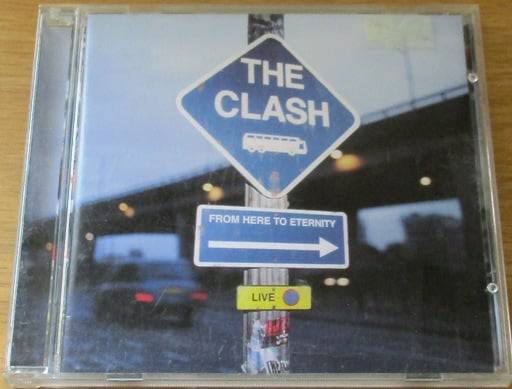 THE
CLASH
FROM HERE TO ETERNITY
LIVE